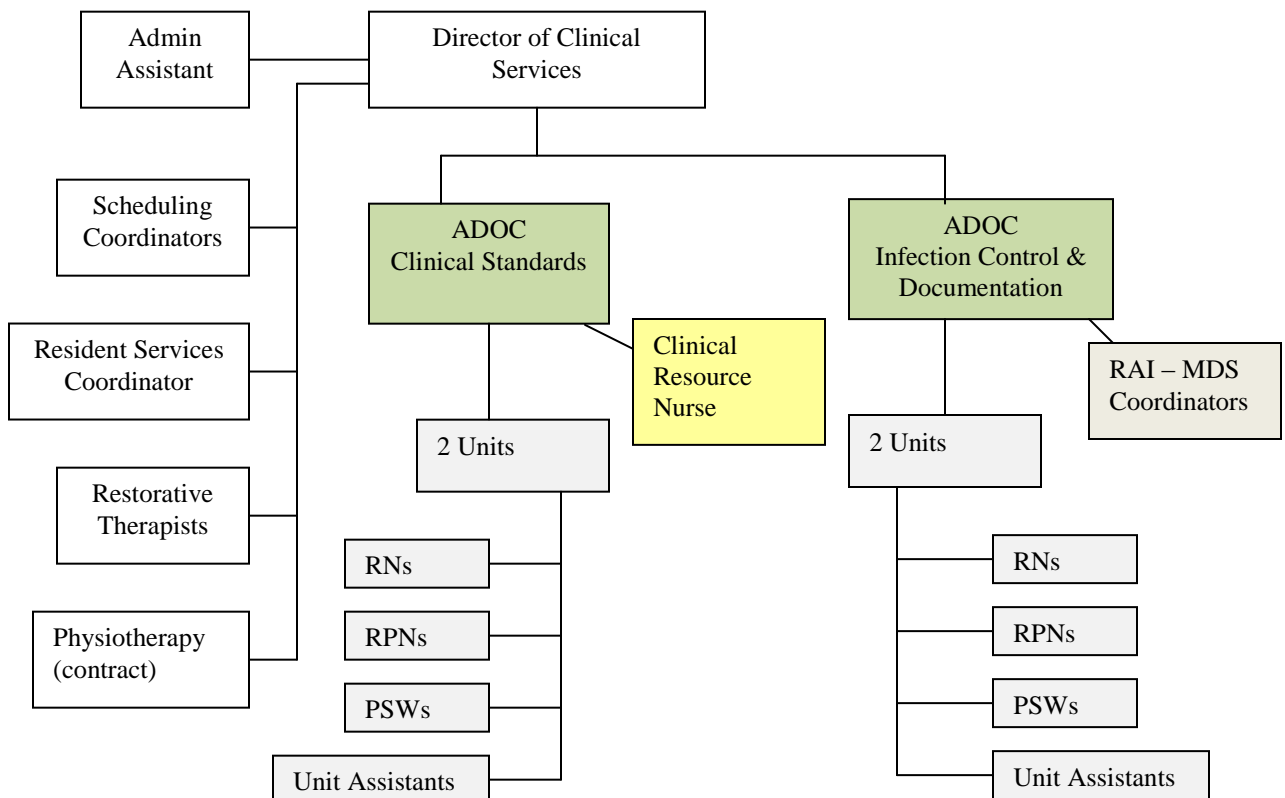 Admin
Assistant
Director of Clinical
Services
Scheduling
Coordinators
ADOC
Clinical Standards
ADOC
Infection Control &
Documentation
Resident Services
Coordinator
Clinical
Resource
Nurse
RAI – MDS
Coordinators
2 Units
2 Units
Restorative
Therapists
Physiotherapy
(contract)
RNs
RPNs
PSWs
Unit Assistants
RNs
RPNs
PSWs
Unit Assistants